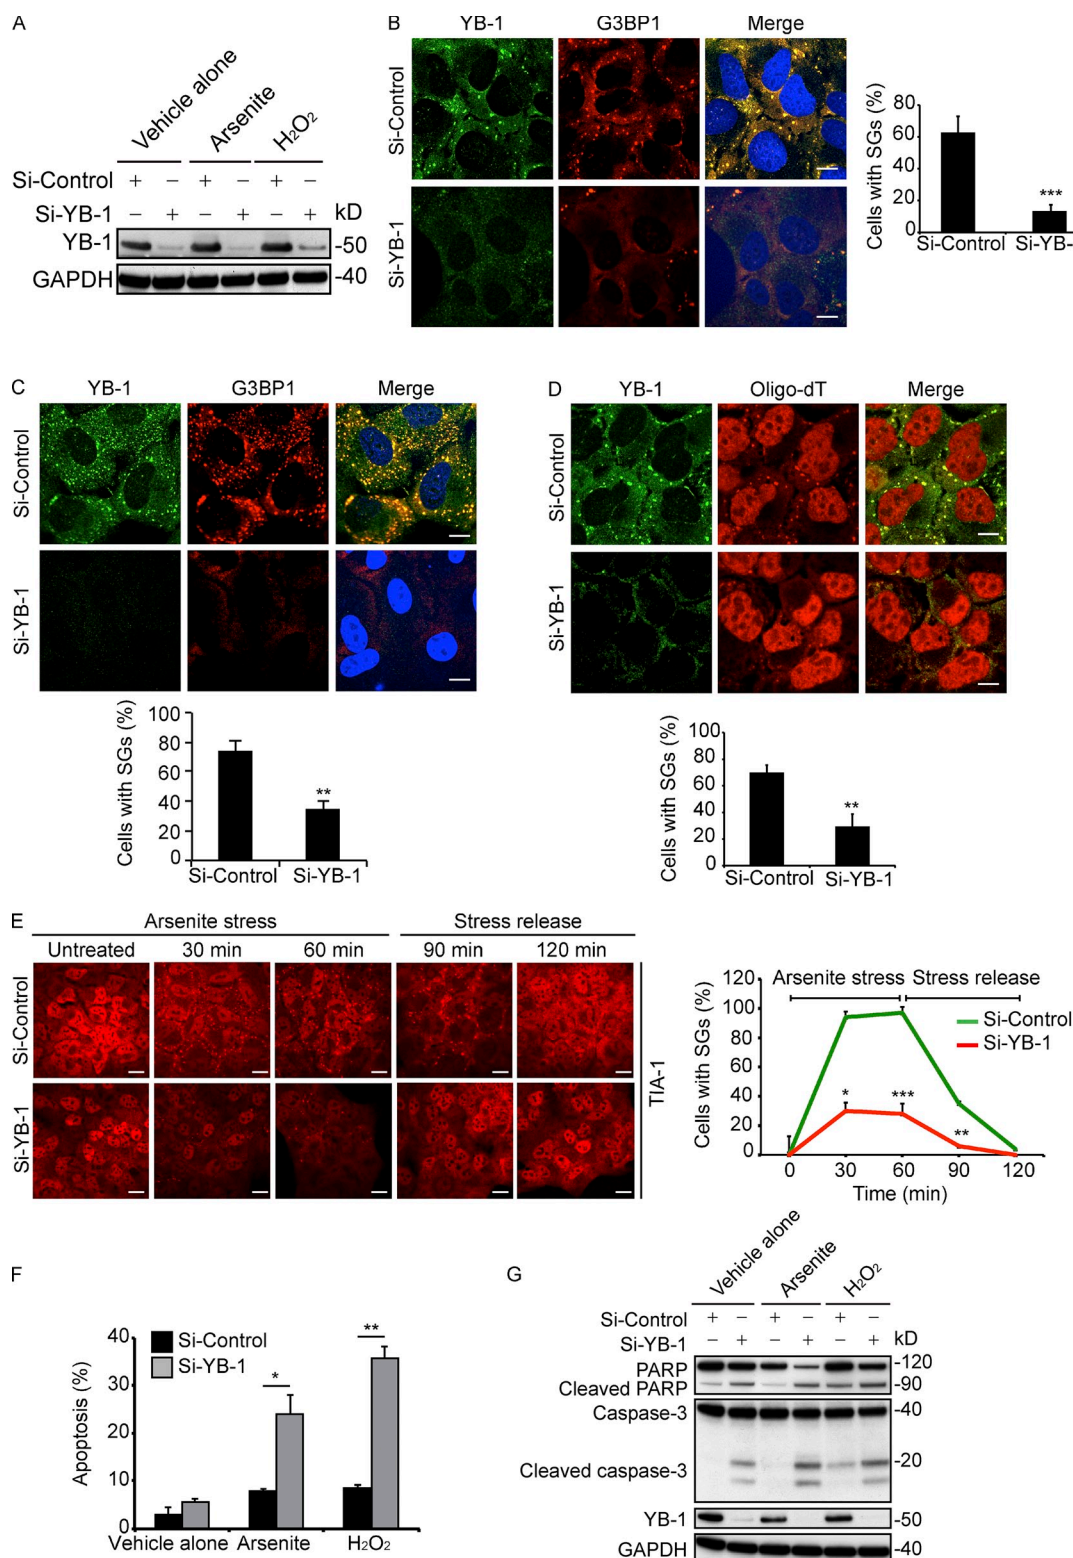 A
Vehicle alone
Arsenite
H₂O₂
Si-Control + – + – + –
Si-YB-1 – + – + – + kD
YB-1 -50
GAPDH -40
B
YB-1 G3BP1 Merge
Si-Control
Si-YB-1
Cells with SGs (%)
80
60
40
20
0
***
Si-Control Si-YB-
C
YB-1 G3BP1 Merge
Si-Control
Si-YB-1
Cells with SGs (%)
100
80
60
40
20
0
**
Si-Control Si-YB-1
D
YB-1 Oligo-dT Merge
Si-Control
Si-YB-1
Cells with SGs (%)
100
80
60
40
20
0
**
Si-Control Si-YB-1
E
Arsenite stress Stress release
Untreated 30 min 60 min 90 min 120 min
Si-Control
Si-YB-1
TIA-1
Cells with SGs (%)
120
100
80
60
40
20
0
Arsenite stress Stress release
Si-Control
Si-YB-1
* *** **
0 30 60 90 120
Time (min)
F
Apoptosis (%)
40
30
20
10
0
Si-Control
Si-YB-1
*
**
Vehicle alone Arsenite H₂O₂
G
Vehicle alone
Arsenite
H₂O₂
Si-Control + – + – + –
Si-YB-1 – + – + – + kD
PARP -120
Cleaved PARP -90
Caspase-3 -40
Cleaved caspase-3 -20
YB-1 -50
GAPDH -40